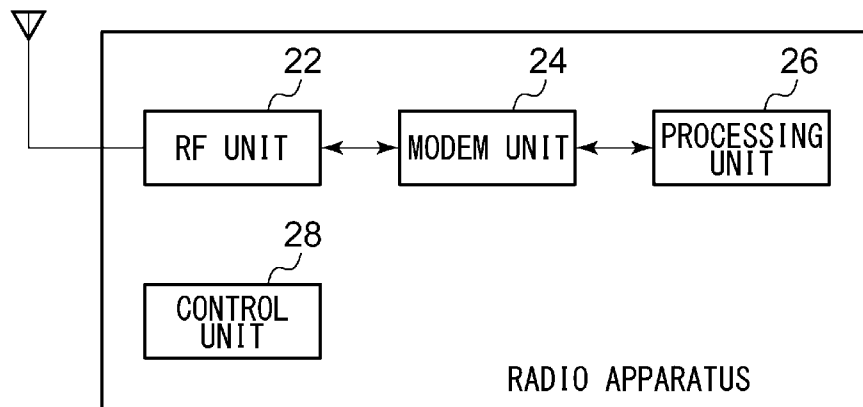 22
24
26
RF UNIT
MODEM UNIT
PROCESSING
UNIT
28
CONTROL
UNIT
RADIO APPARATUS